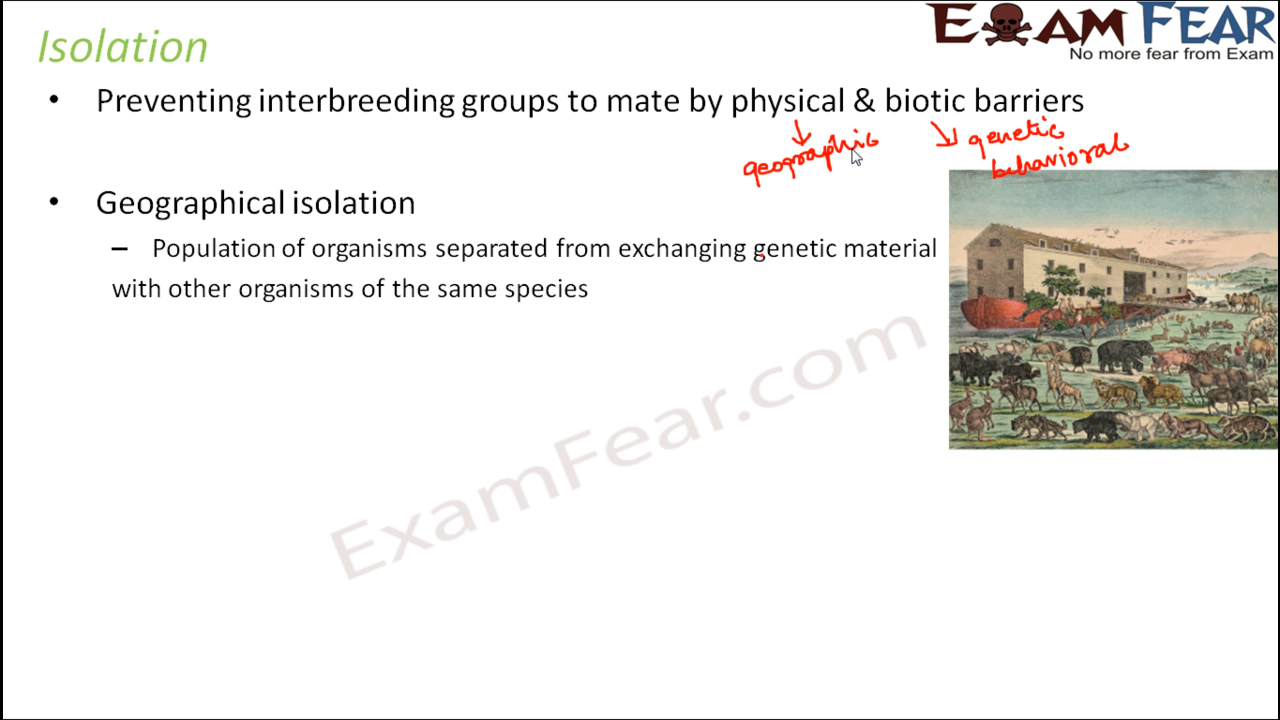 Isolation
EXAM FEAR
No more fear from Exam
• Preventing interbreeding groups to mate by physical & biotic barriers
geographic
genetic
behavioral
• Geographical isolation
– Population of organisms separated from exchanging genetic material
with other organisms of the same species
ExamFear.com